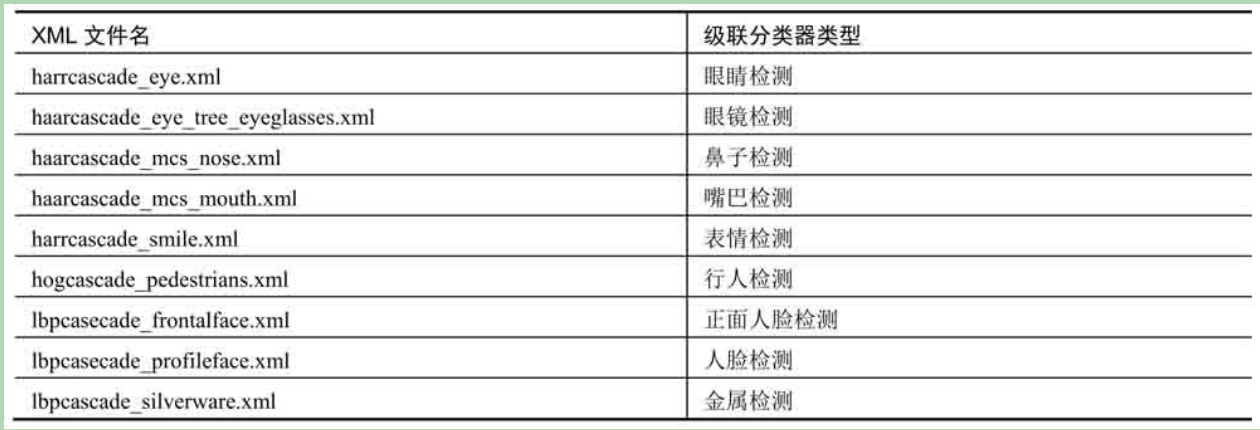 XML 文件名 级联分类器类型
harrcascade_eye.xml 眼睛检测
haarcascade_eye_tree_eyeglasses.xml 眼镜检测
haarcascade_mcs_nose.xml 鼻子检测
haarcascade_mcs_mouth.xml 嘴巴检测
harrcascade_smile.xml 表情检测
hogcascade_pedestrians.xml 行人检测
lbpcasecade_frontalface.xml 正面人脸检测
lbpcasecade_profileface.xml 人脸检测
lbpcascade_silverware.xml 金属检测